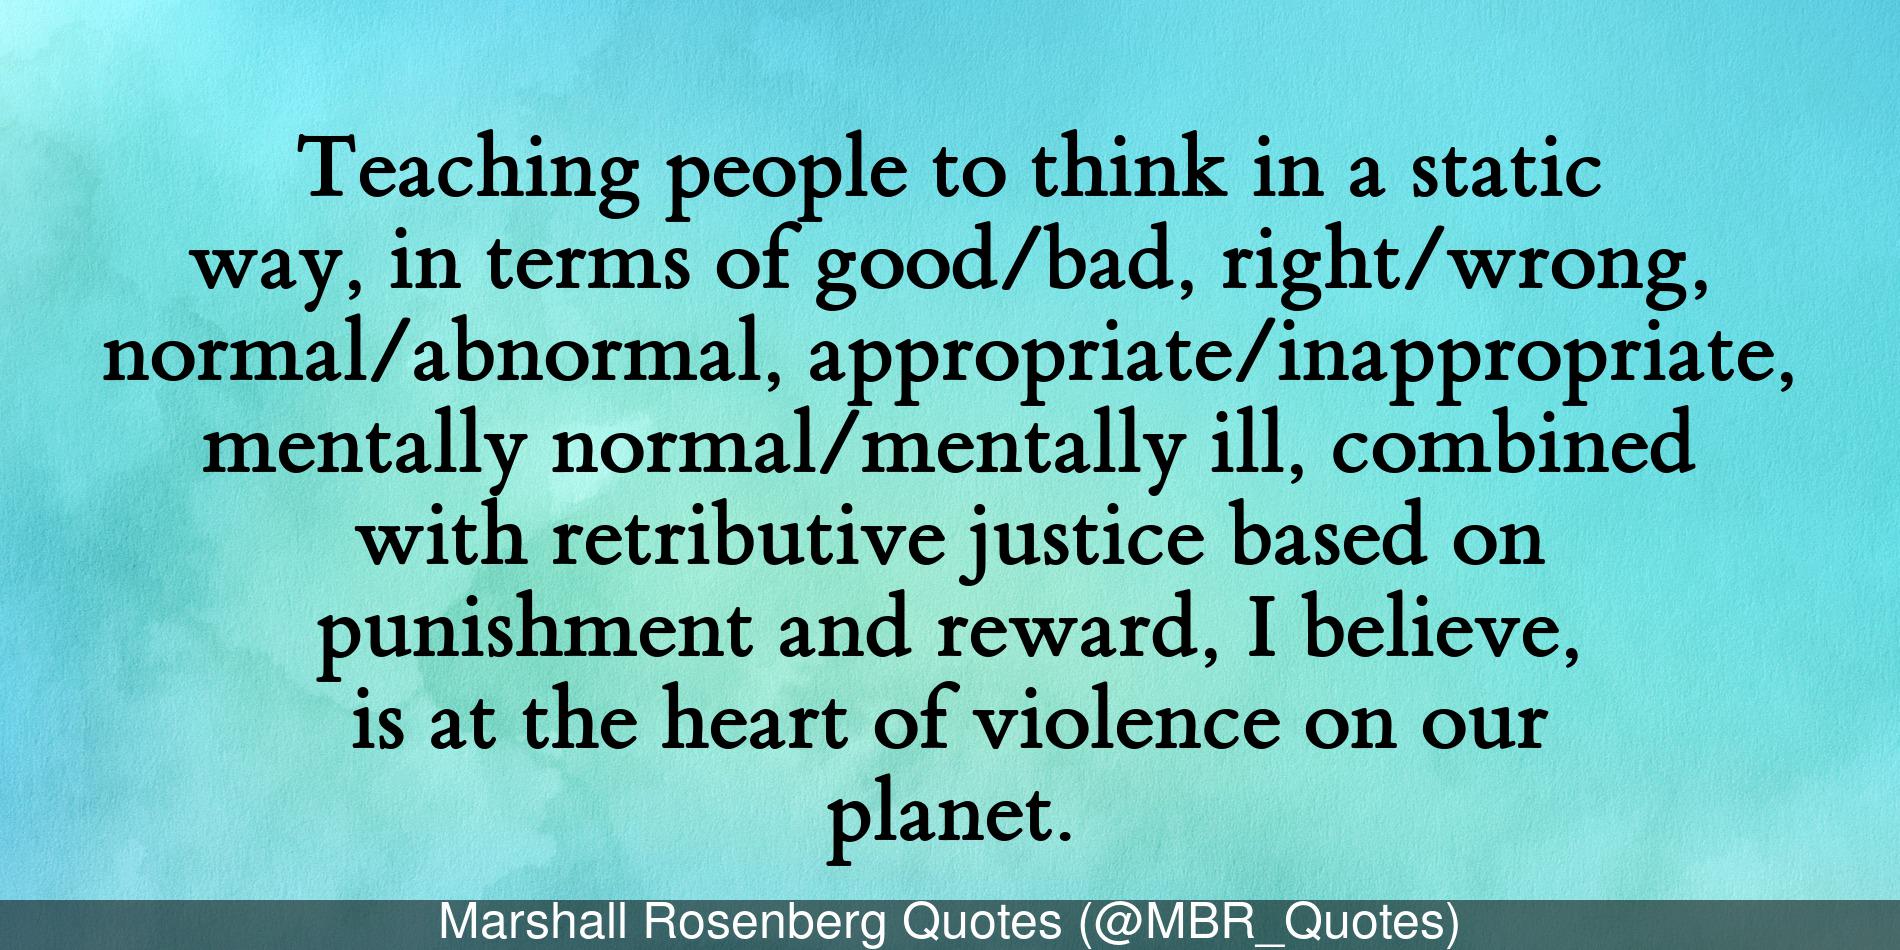 Teaching people to think in a static
way, in terms of good/bad, right/wrong,
normal/abnormal, appropriate/inappropriate,
mentally normal/mentally ill, combined
with retributive justice based on
punishment and reward, I believe,
is at the heart of violence on our
planet.
Marshall Rosenberg Quotes (@MBR_Quotes)